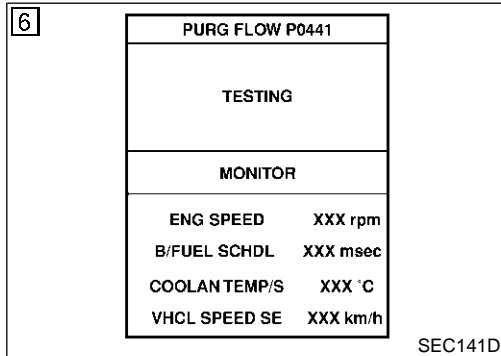 6
PURG FLOW P0441
TESTING
MONITOR
ENG SPEED XXX rpm
B/FUEL SCHDL XXX msec
COOLAN TEMP/S XXX °C
VHCL SPEED SE XXX km/h
SEC141D